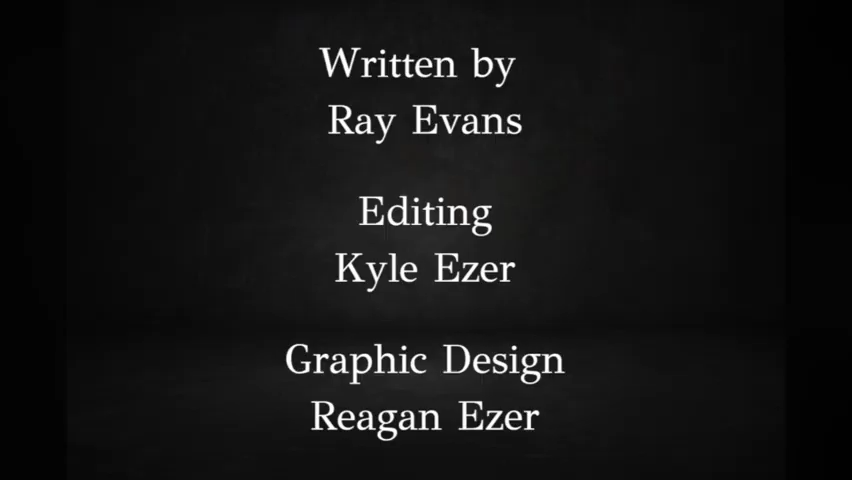 Written by
Ray Evans
Editing
Kyle Ezer
Graphic Design
Reagan Ezer